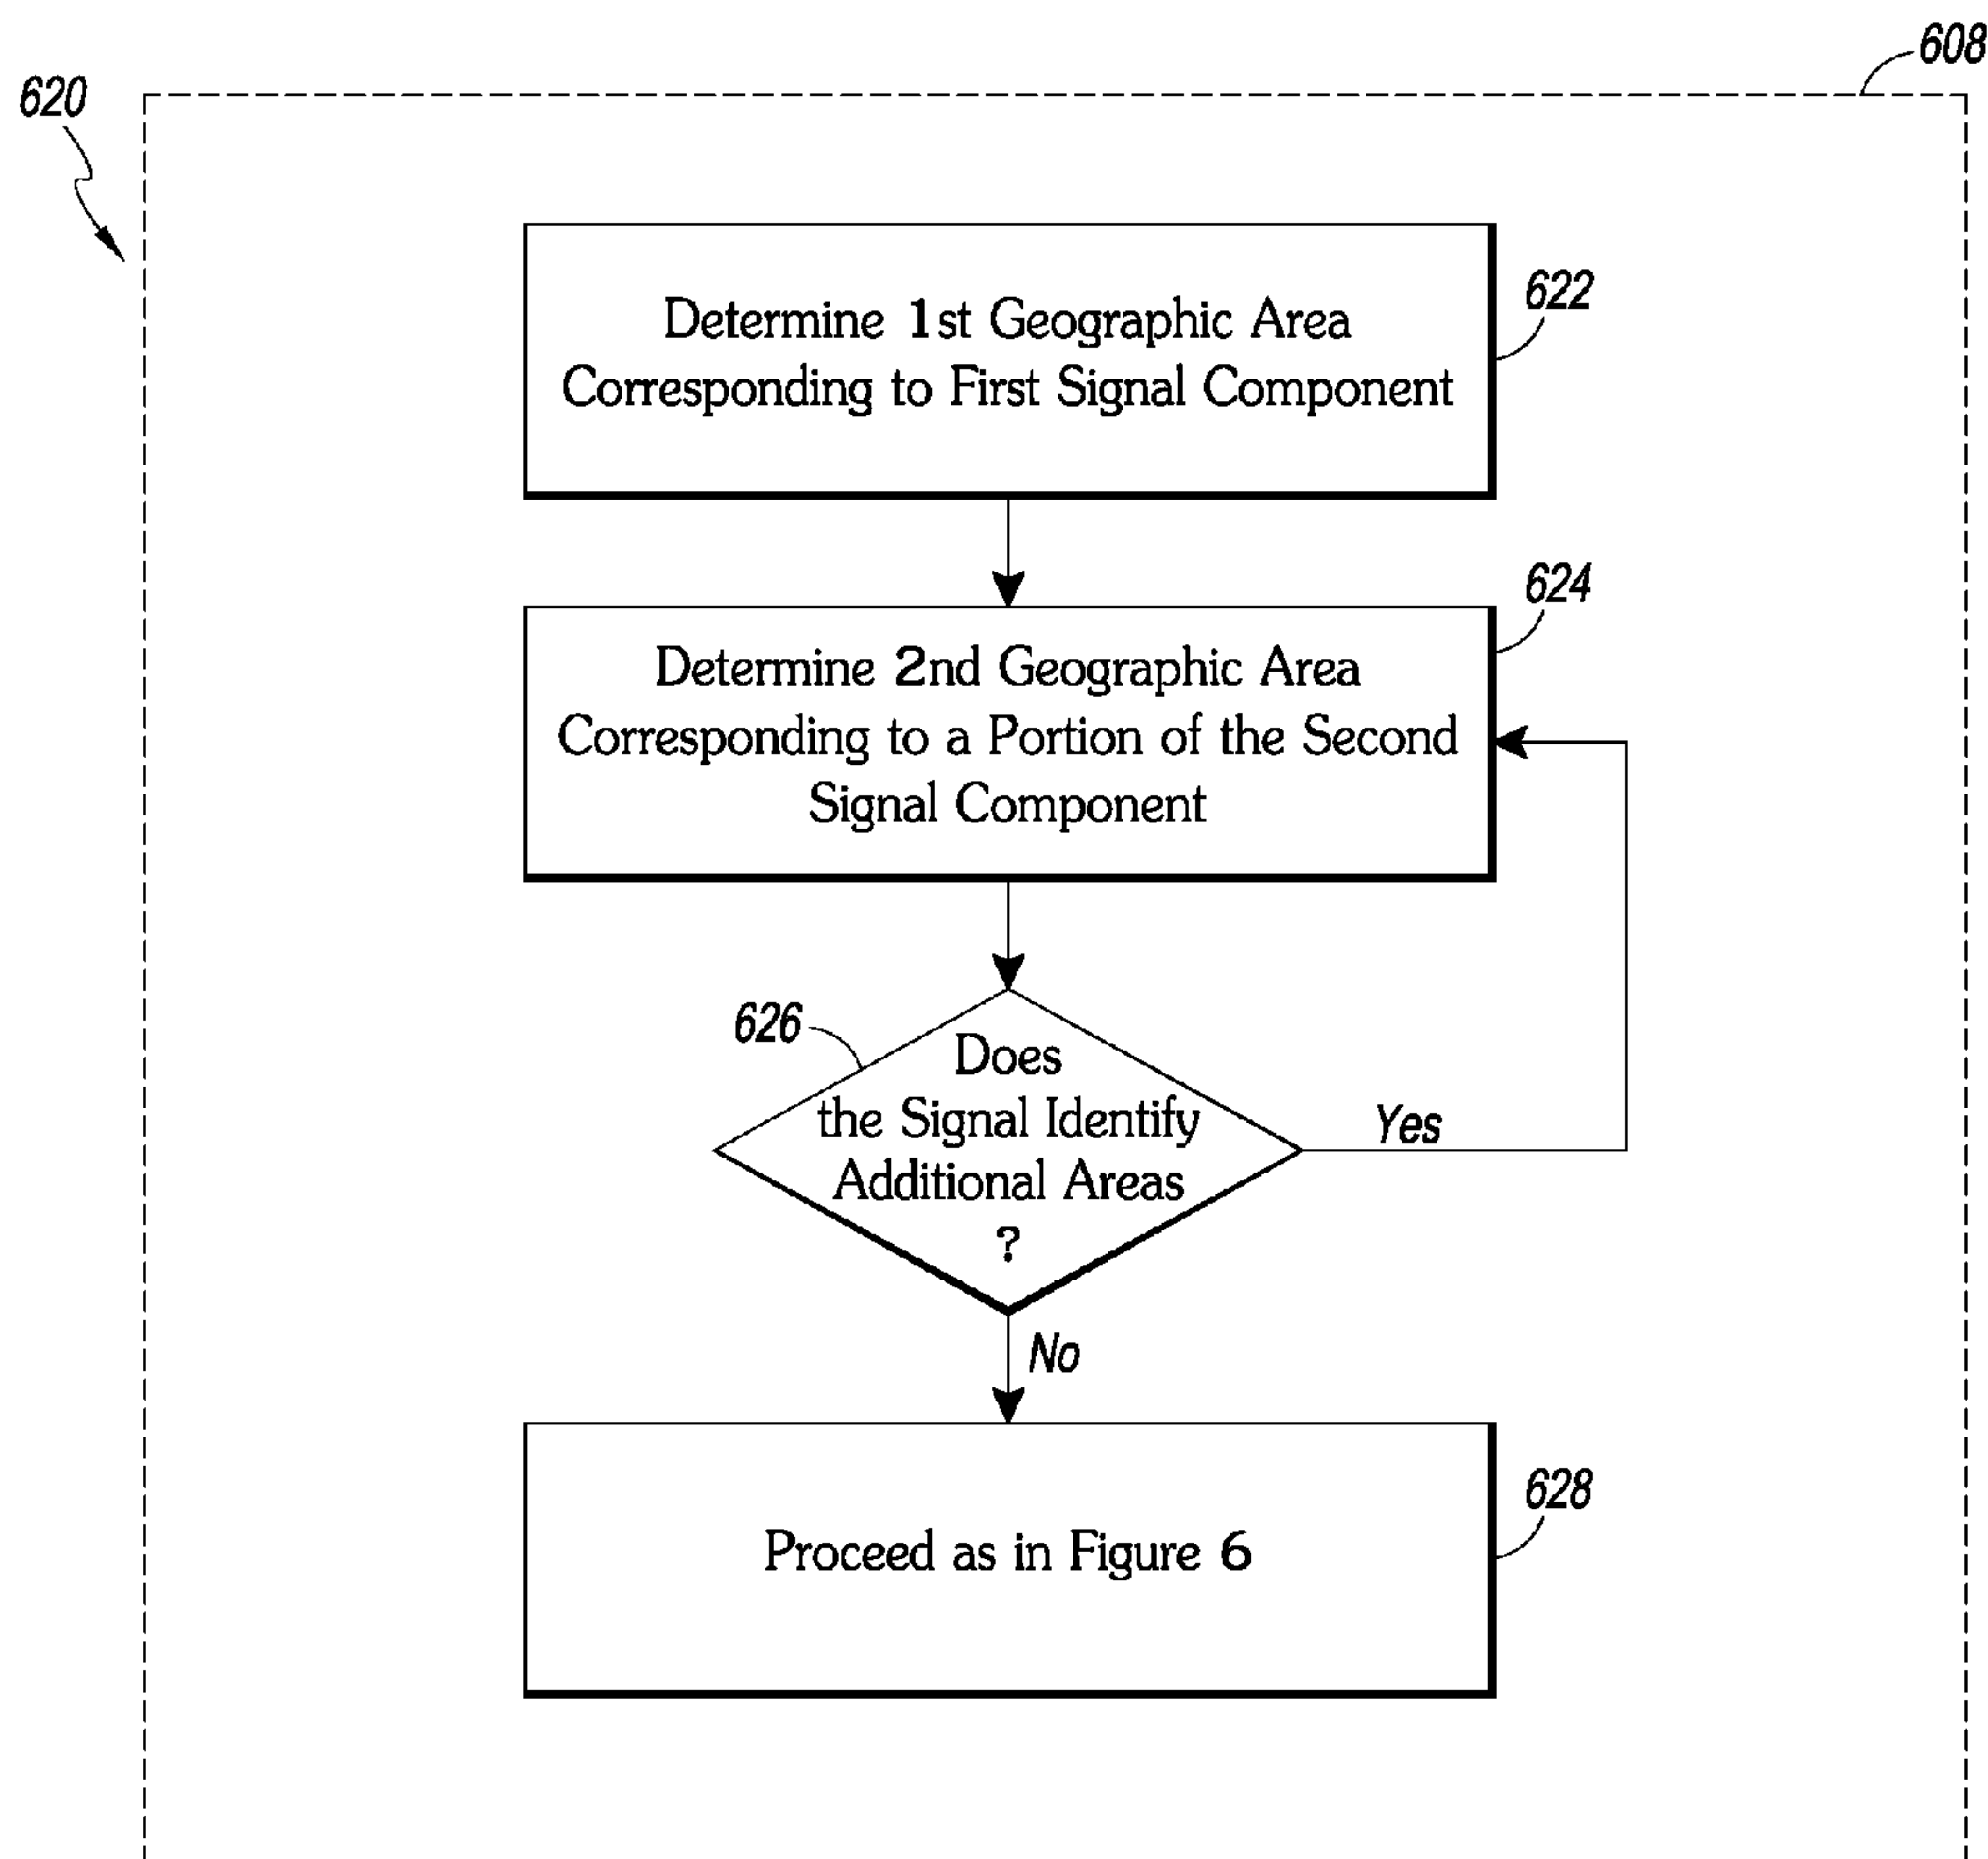 608
620
Determine 1st Geographic Area
Corresponding to First Signal Component
622
624
Determine 2nd Geographic Area
Corresponding to a Portion of the Second
Signal Component
626
Does
the Signal Identify
Additional Areas
?
Yes
No
628
Proceed as in Figure 6